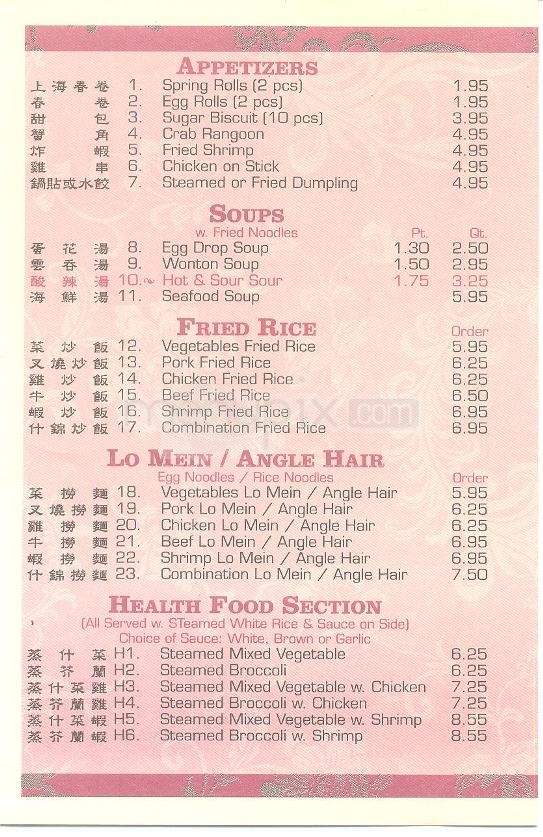 APPETIZERS
上海春卷 1. Spring Rolls (2 pcs) 1.95
春卷 2. Egg Rolls (2 pcs) 1.95
甜包 3. Sugar Biscuit (10 pcs) 3.95
蟹角 4. Crab Rangoon 4.95
炸蝦 5. Fried Shrimp 4.95
雞串 6. Chicken on Stick 4.95
鍋貼或水餃 7. Steamed or Fried Dumpling 4.95
SOUPS
w. Fried Noodles Pt. Qt.
蛋花湯 8. Egg Drop Soup 1.30 2.50
雲吞湯 9. Wonton Soup 1.50 2.95
酸辣湯 10. Hot & Sour Sour 1.75 3.25
海鮮湯 11. Seafood Soup 5.95
FRIED RICE
Order
菜炒飯 12. Vegetables Fried Rice 5.95
叉燒炒飯 13. Pork Fried Rice 6.25
雞炒飯 14. Chicken Fried Rice 6.25
牛炒飯 15. Beef Fried Rice 6.50
蝦炒飯 16. Shrimp Fried Rice 6.95
什錦炒飯 17. Combination Fried Rice 6.95
LO MEIN / ANGLE HAIR
Egg Noodles / Rice Noodles Order
菜撈麵 18. Vegetables Lo Mein / Angle Hair 5.95
叉燒撈麵 19. Pork Lo Mein / Angle Hair 6.25
雞撈麵 20. Chicken Lo Mein / Angle Hair 6.25
牛撈麵 21. Beef Lo Mein / Angle Hair 6.95
蝦撈麵 22. Shrimp Lo Mein / Angle Hair 6.95
什錦撈麵 23. Combination Lo Mein / Angle Hair 7.50
HEALTH FOOD SECTION
(All Served w. STeamed White Rice & Sauce on Side)
Choice of Sauce: White, Brown or Garlic
蒸什菜 H1. Steamed Mixed Vegetable 6.25
蒸芥蘭 H2. Steamed Broccoli 6.25
蒸什菜雞 H3. Steamed Mixed Vegetable w. Chicken 7.25
蒸芥蘭雞 H4. Steamed Broccoli w. Chicken 7.25
蒸什菜蝦 H5. Steamed Mixed Vegetable w. Shrimp 8.55
蒸芥蘭蝦 H6. Steamed Broccoli w. Shrimp 8.55